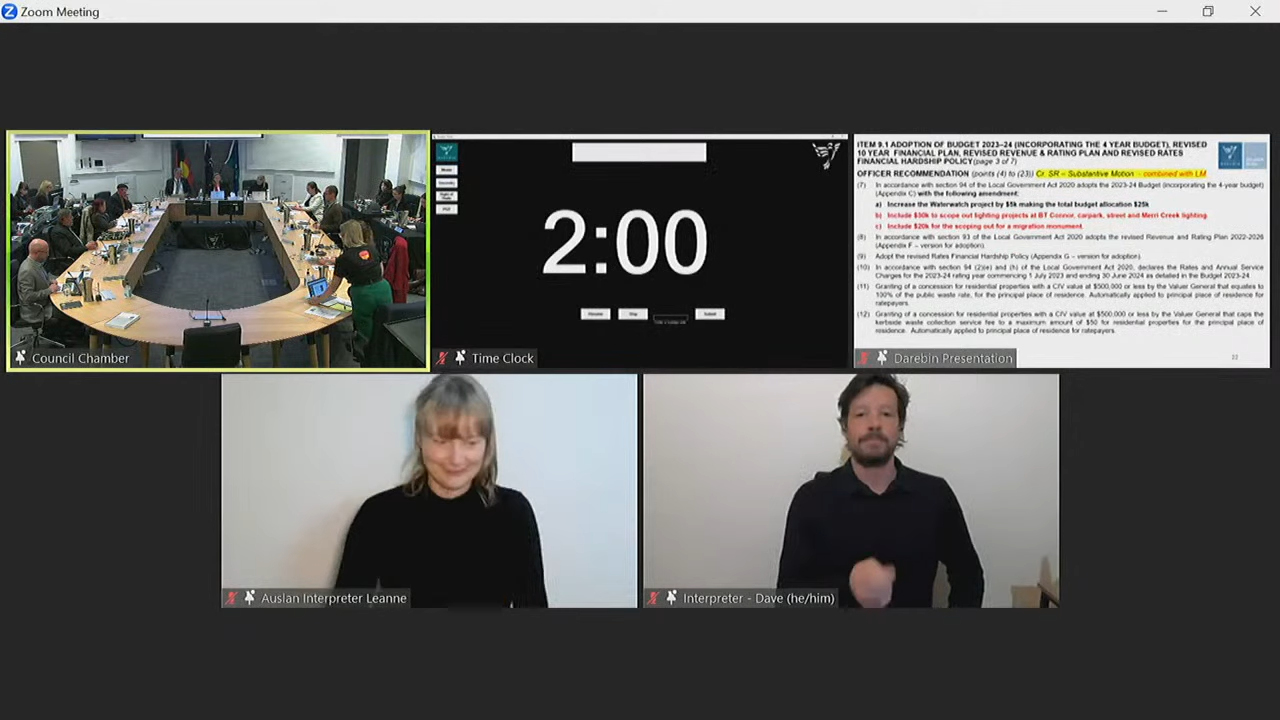 Zoom Meeting
Council Chamber
2:00
Time Clock
ITEM 9.1 ADOPTION OF BUDGET 2023–24 (INCORPORATING THE 4 YEAR BUDGET), REVISED
10 YEAR FINANCIAL PLAN, REVISED REVENUE & RATING PLAN AND REVISED RATES
FINANCIAL HARDSHIP POLICY (page 3 of 7)
OFFICER RECOMMENDATION (points (4) to (23)) Cr. SR – Substantive Motion – combined with LM
(7) In accordance with section 94 of the Local Government Act 2020 adopts the 2023-24 Budget (incorporating the 4-year budget)
(Appendix C) with the following amendment:
a) Increase the Waterwatch project by $5k making the total budget allocation $25k
b) Include $30k to scope out lighting projects at BT Connor, carpark, street and Merri Creek lighting
c) Include $20k for the scoping out for a migration monument.
(8) In accordance with section 93 of the Local Government Act 2020 adopts the revised Revenue and Rating Plan 2022-2026
(Appendix F – version for adoption).
(9) Adopt the revised Rates Financial Hardship Policy (Appendix G – version for adoption).
(10) In accordance with section 94 (2)(e) and (h) of the Local Government Act 2020, declares the Rates and Annual Service
Charges for the 2023-24 rating year commencing 1 July 2023 and ending 30 June 2024 as detailed in the Budget 2023-24.
(11) Granting of a concession for residential properties with a CIV value at $500,000 or less by the Valuer General that equates to
100% of the public waste rate, for the principal place of residence. Automatically applied to principal place of residence for
ratepayers.
(12) Granting of a concession for residential properties with a CIV value at $500,000 or less by the Valuer General that caps the
kerbside waste collection service fee to a maximum amount of $50 for residential properties for the principal place of
residence. Automatically applied to principal place of residence for ratepayers.
Darebin Presentation
22
Auslan Interpreter Leanne
Interpreter - Dave (he/him)